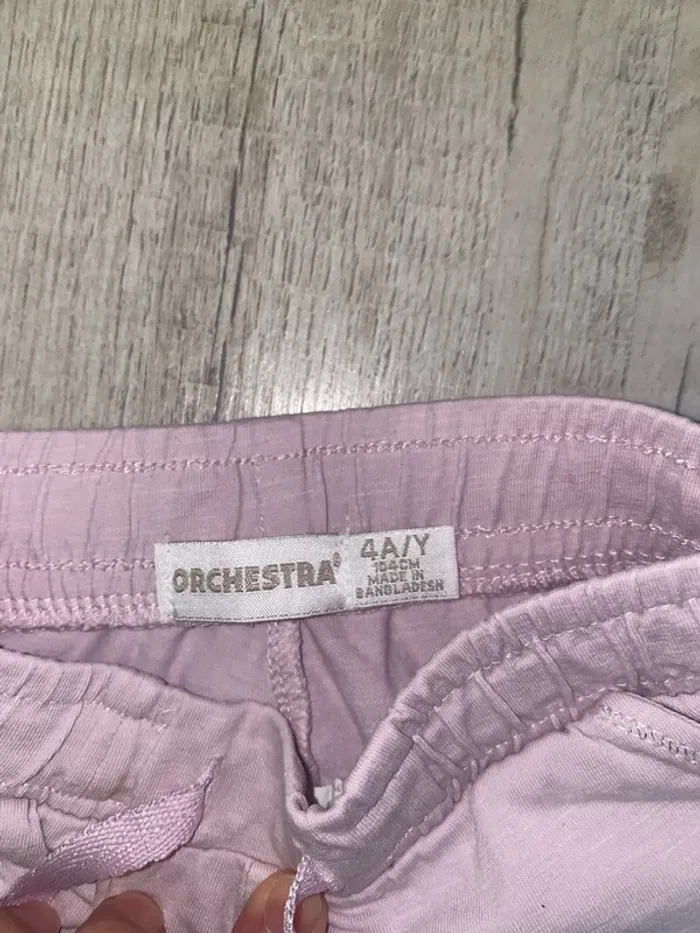 ORCHESTRA®
4A/Y
104CM
MADE IN
BANGLADESH